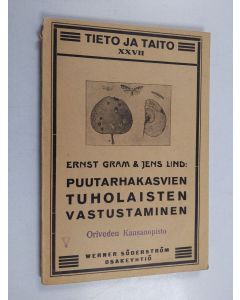 TIETO JA TAITO
XXVII
ERNST GRAM & JENS LIND:
PUUTARHAKASVIEN
TUHOLAISTEN
VASTUSTAMINEN
Oriveden Kansanopisto
V
WERNER SÖDERSTRÖM
OSAKEYHTIÖ